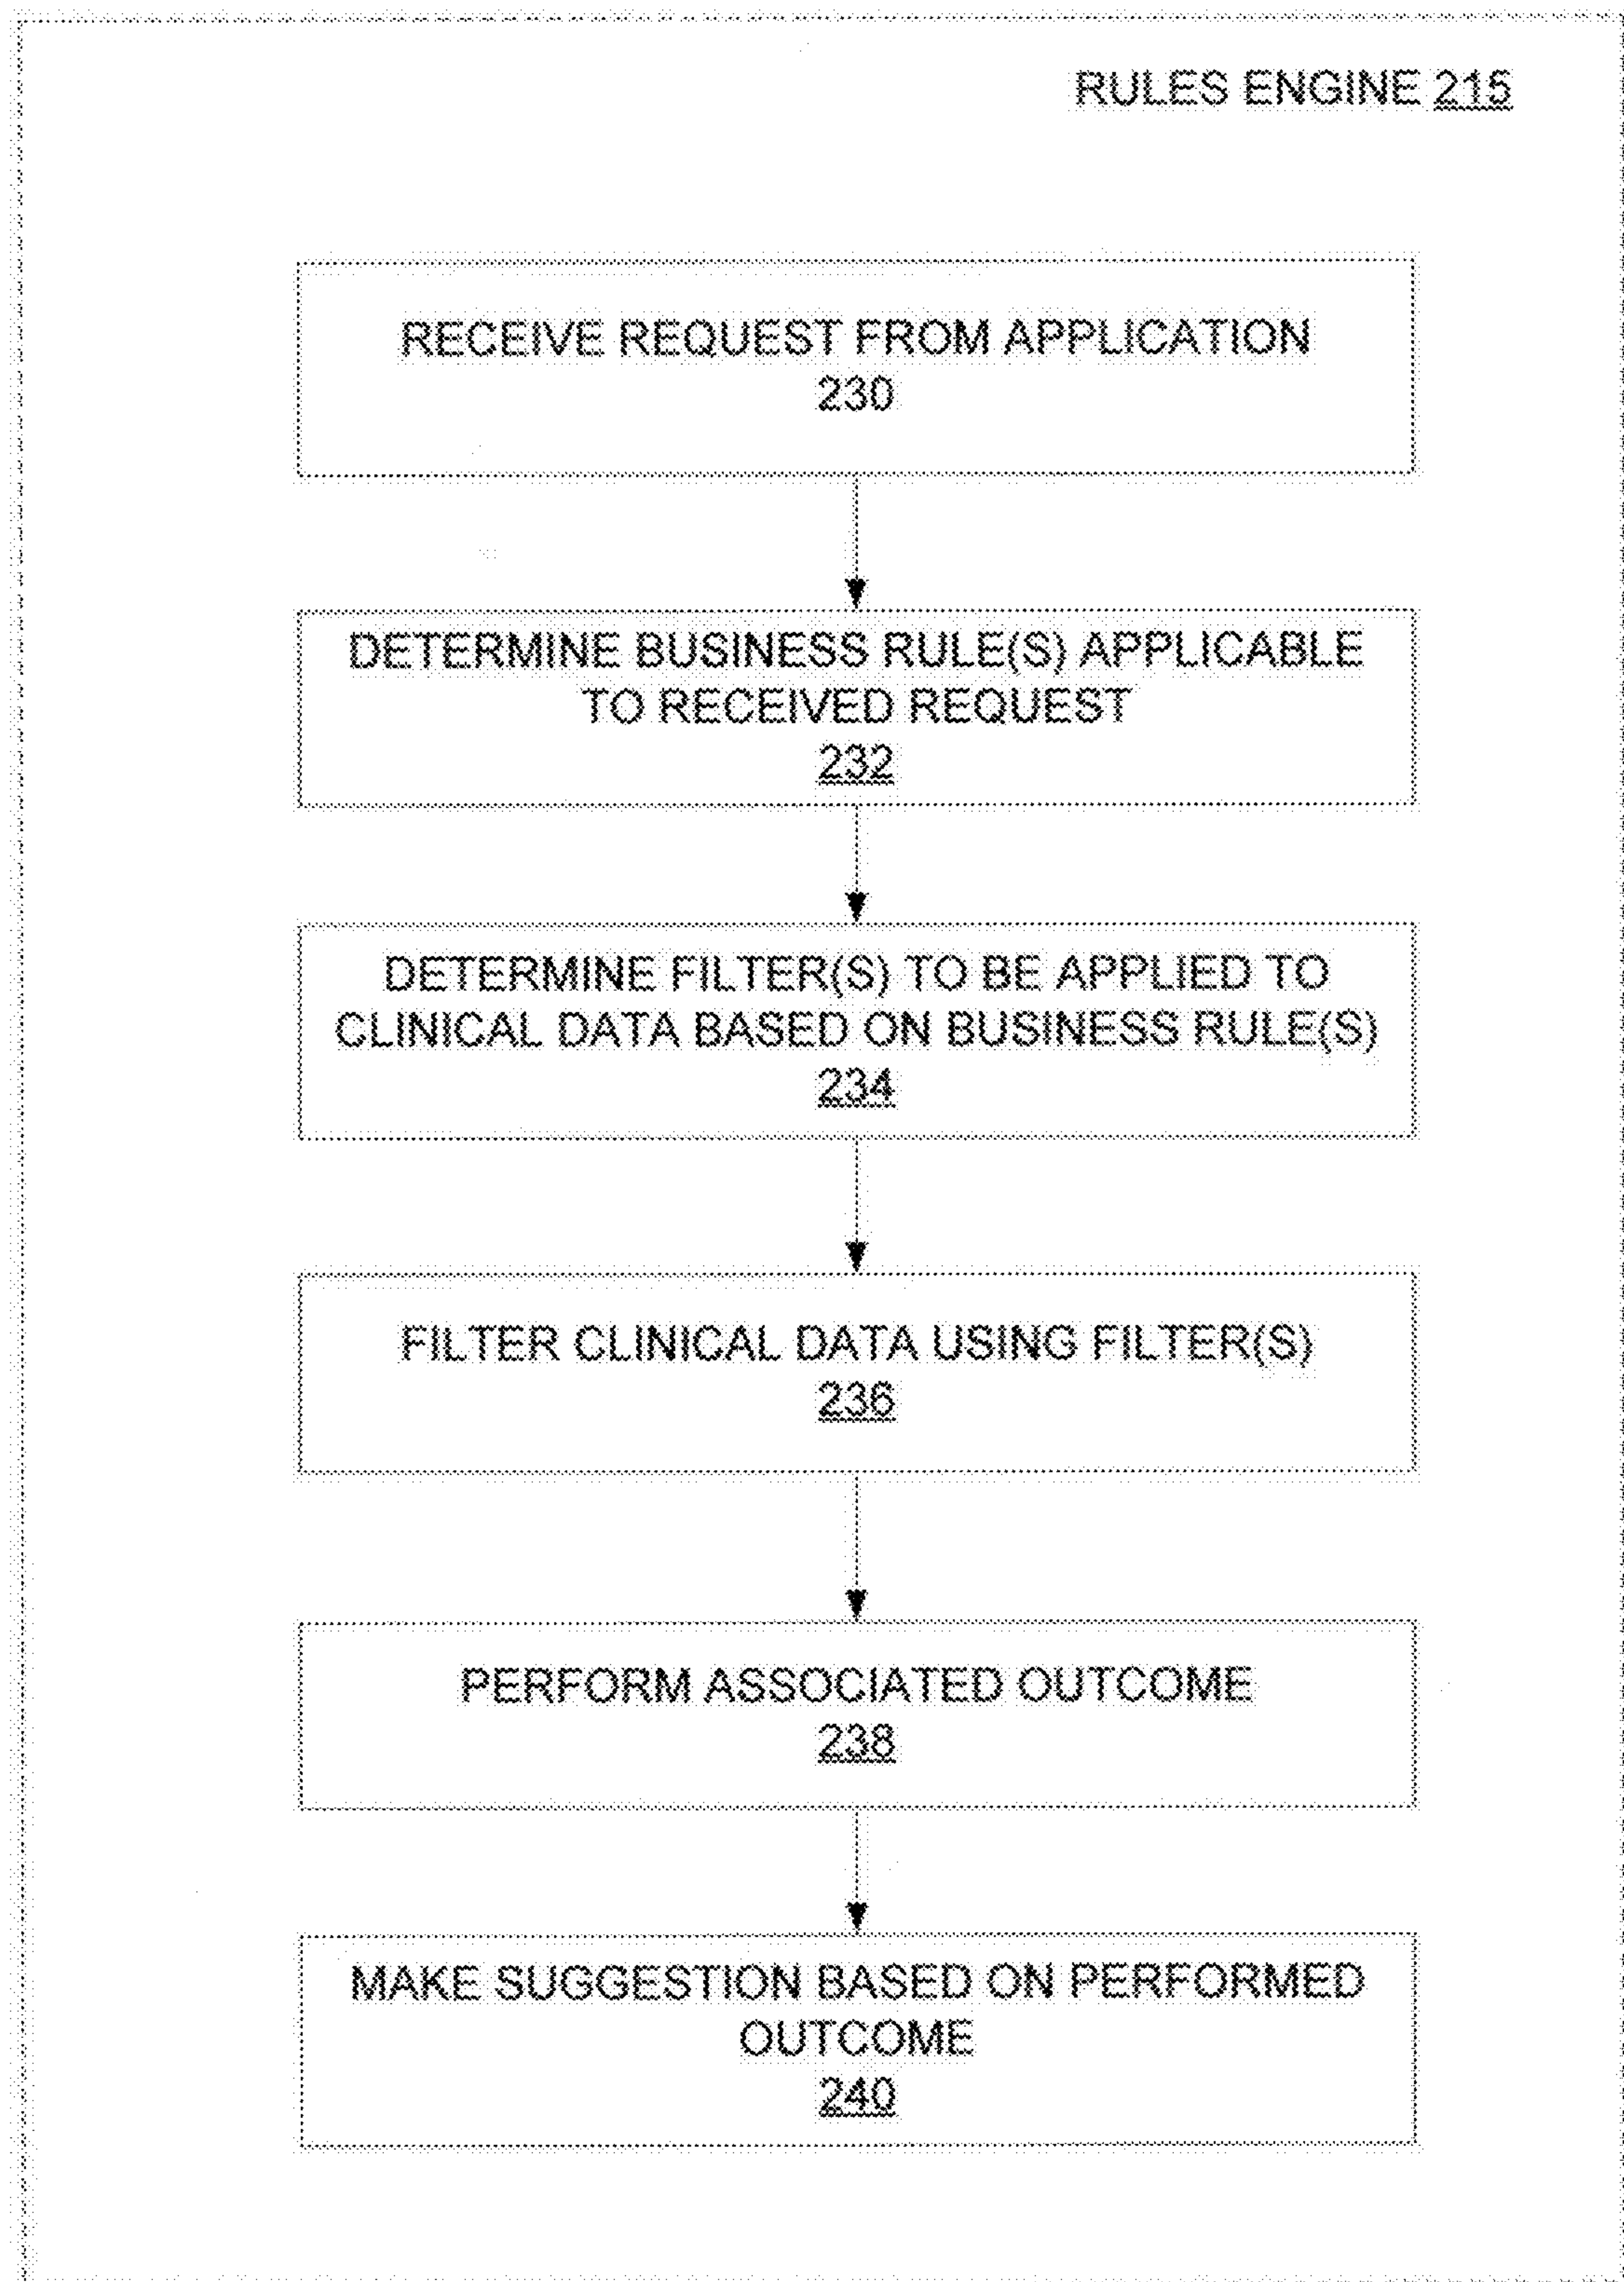 RULES ENGINE 215
RECEIVE REQUEST FROM APPLICATION
230
DETERMINE BUSINESS RULE(S) APPLICABLE
TO RECEIVED REQUEST
232
DETERMINE FILTER(S) TO BE APPLIED TO
CLINICAL DATA BASED ON BUSINESS RULE(S)
234
FILTER CLINICAL DATA USING FILTER(S)
236
PERFORM ASSOCIATED OUTCOME
238
MAKE SUGGESTION BASED ON PERFORMED
OUTCOME
240